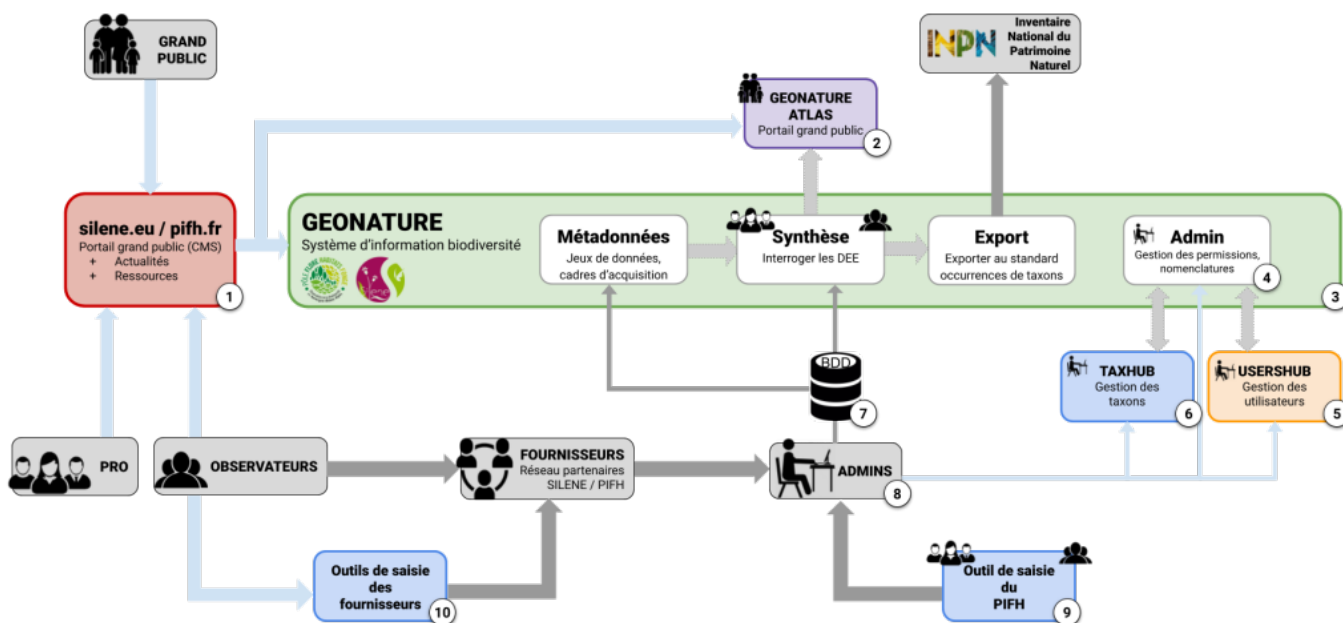 GRAND
PUBLIC
INPN
Inventaire
National du
Patrimoine
Naturel
GEONATURE
ATLAS
Portail grand public
2
silene.eu / pifh.fr
Portail grand public (CMS)
+ Actualités
+ Ressources
1
GEONATURE
Système d'information biodiversité
Métadonnées
Jeux de données,
cadres d'acquisition
Synthèse
Interroger les DEE
Export
Exporter au standard
occurrences de taxons
Admin
Gestion des permissions,
nomenclatures
4
3
BDD
7
TAXHUB
Gestion des
taxons
6
USERSHUB
Gestion des
utilisateurs
5
PRO
OBSERVATEURS
FOURNISSEURS
Réseau partenaires
SILENE / PIFH
ADMINS
8
Outils de saisie
des
fournisseurs
10
Outil de saisie
du
PIFH
9